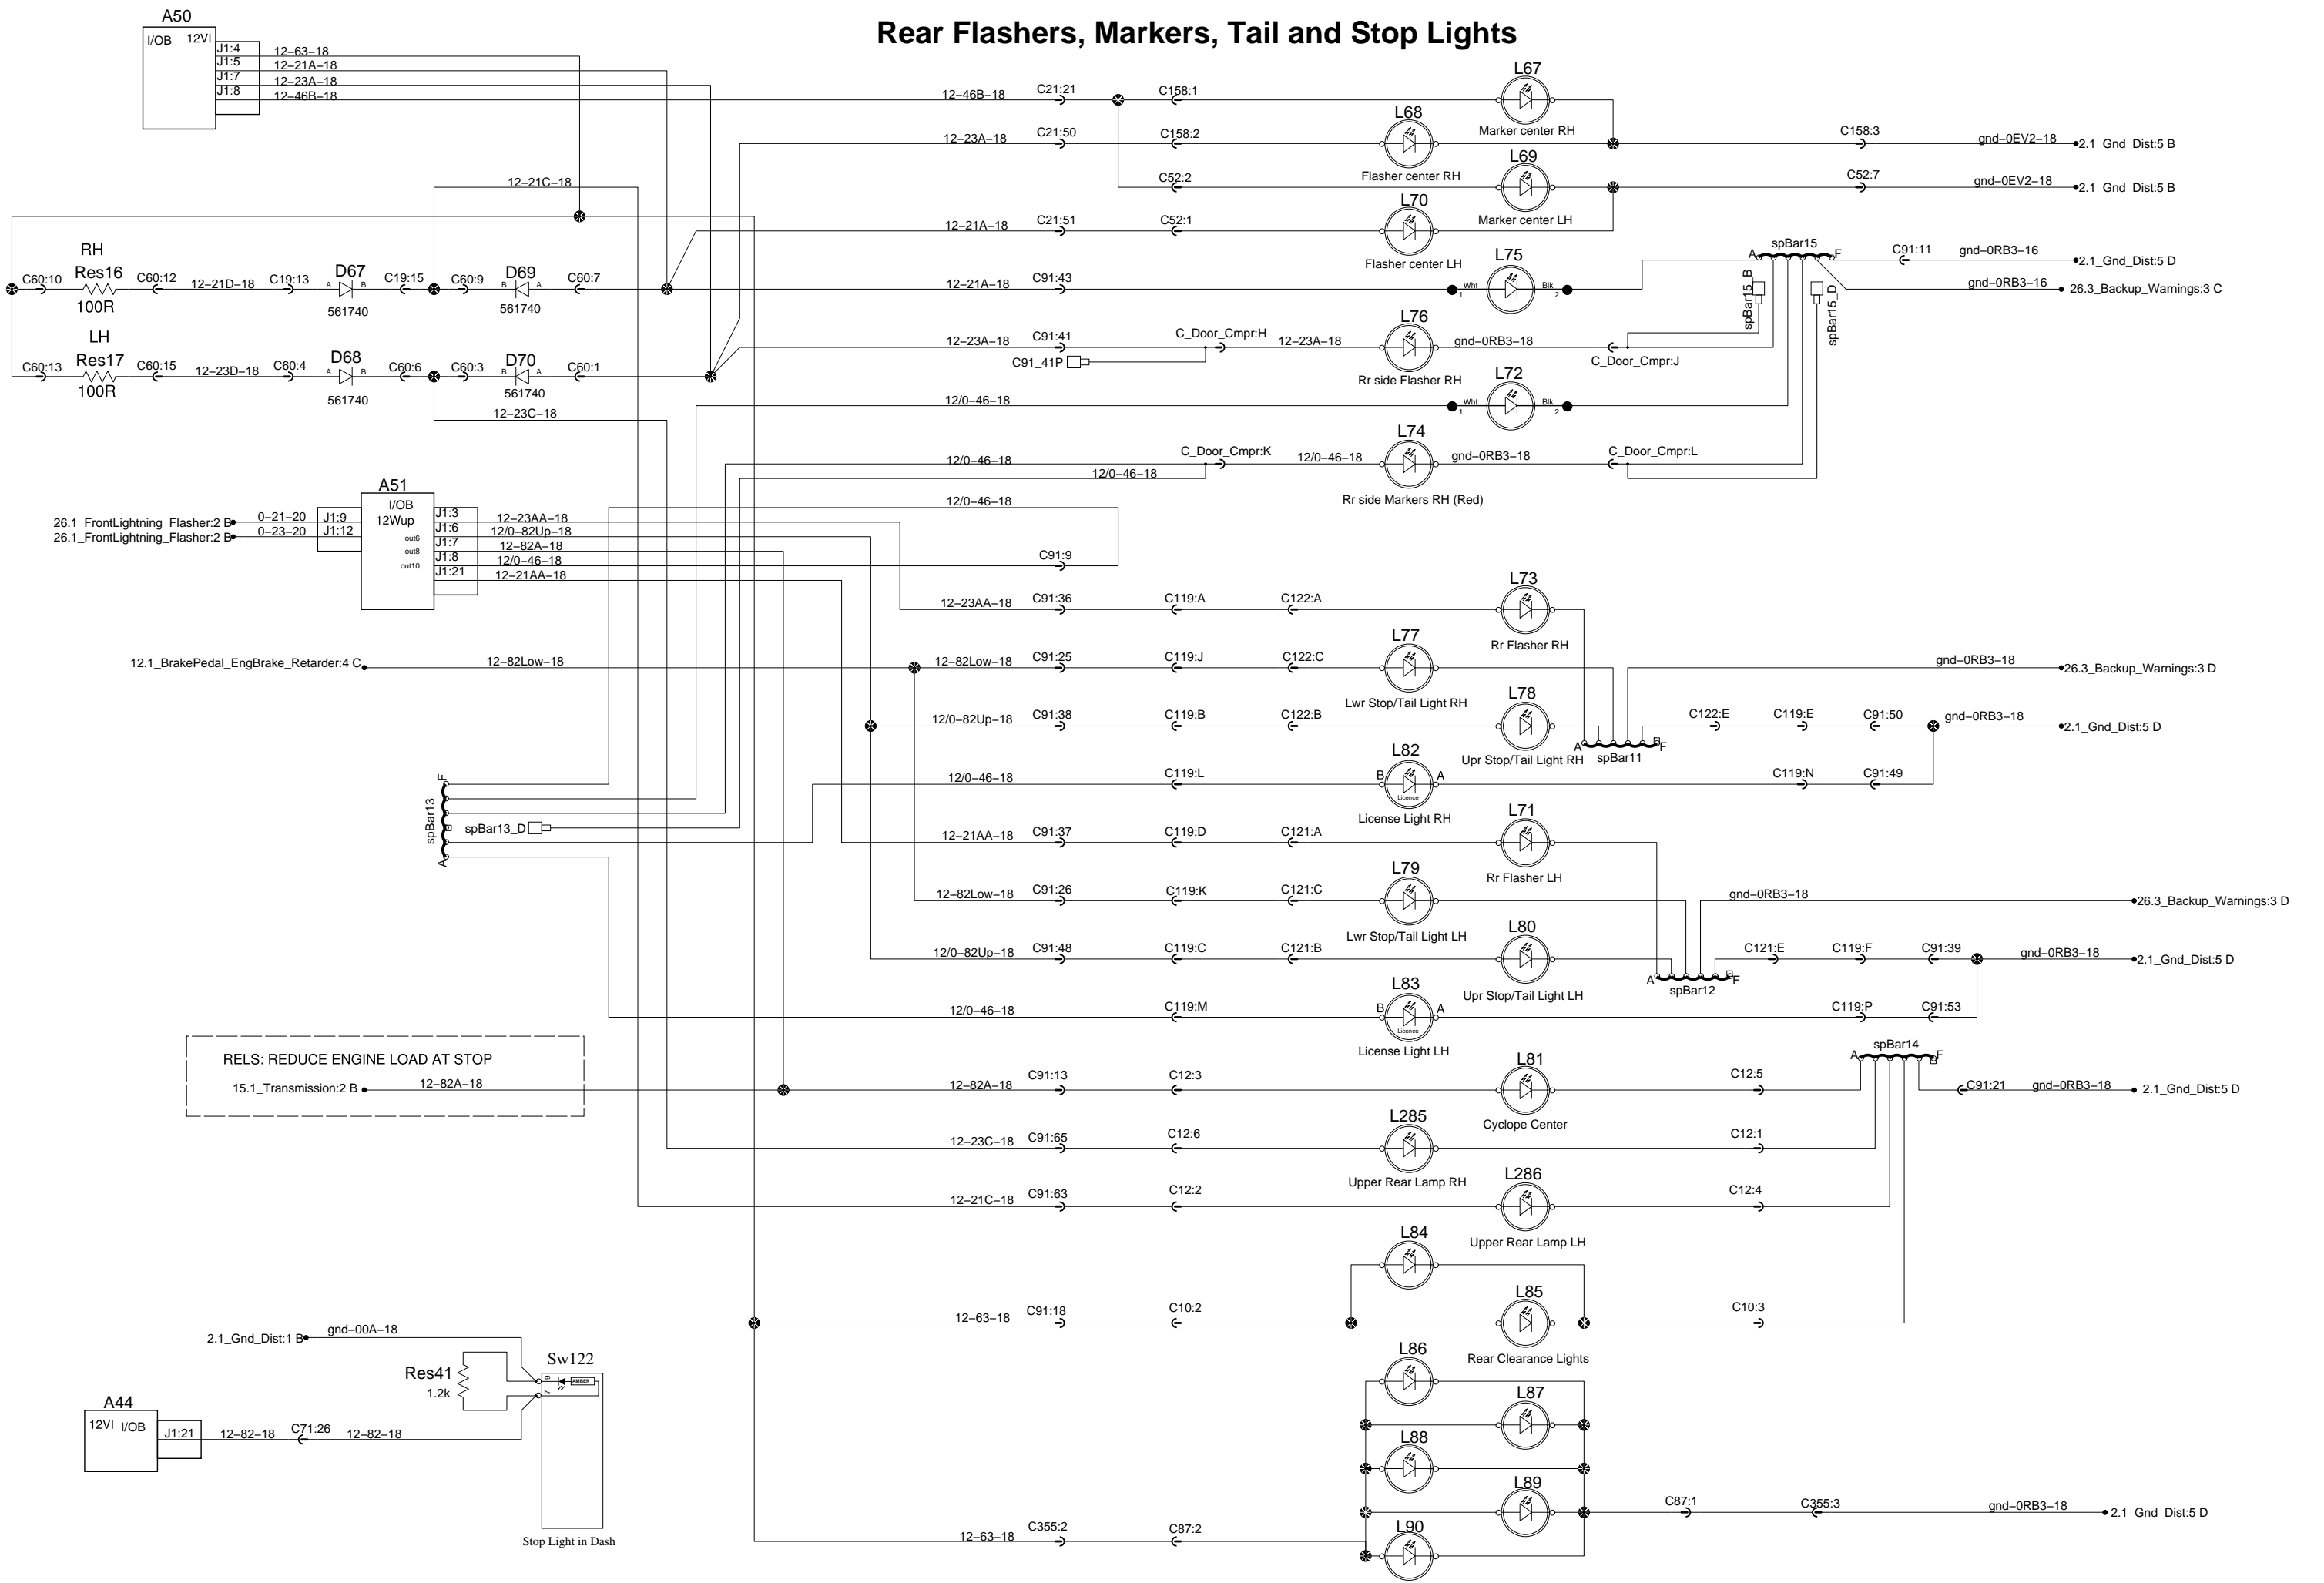 Rear Flashers, Markers, Tail and Stop Lights
A50
I/OB 12VI
J1:4 12-63-18
J1:5 12-21A-18
J1:7 12-23A-18
J1:8 12-46B-18
12-46B-18 C21:21 C158:1 L67
Marker center RH
12-23A-18 C21:50 C158:2 L68 C158:3 gnd-0EV2-18 2.1_Gnd_Dist:5 B
Flasher center RH
12-21C-18 C52:2 L69 C52:7 gnd-0EV2-18 2.1_Gnd_Dist:5 B
Marker center LH
12-21A-18 C21:51 C52:1 L70
Flasher center LH
RH
C60:10 Res16 C60:12 12-21D-18 C19:13 D67 C19:15 C60:9 D69 C60:7
A B B A
100R 561740 561740
12-21A-18 C91:43 Wht 1 L75 Blk 2
spBar15 A F C91:11 gnd-0RB3-16 2.1_Gnd_Dist:5 D
gnd-0RB3-16 26.3_Backup_Warnings:3 C
spBar15_B spBar15_D
LH
C60:13 Res17 C60:15 12-23D-18 C60:4 D68 C60:6 C60:3 D70 C60:1
A B B A
100R 561740 561740
12-23A-18 C91:41 C_Door_Cmpr:H 12-23A-18 L76 gnd-0RB3-18 C_Door_Cmpr:J
C91_41P
Rr side Flasher RH
12-23C-18
12/0-46-18 Wht 1 L72 Blk 2
12/0-46-18 C_Door_Cmpr:K 12/0-46-18 L74 gnd-0RB3-18 C_Door_Cmpr:L
12/0-46-18
Rr side Markers RH (Red)
A51
I/OB
12Wup
out6
out8
out10
26.1_FrontLightning_Flasher:2 B 0-21-20 J1:9
26.1_FrontLightning_Flasher:2 B 0-23-20 J1:12
J1:3 12-23AA-18
J1:6 12/0-82Up-18
J1:7 12-82A-18
J1:8 12/0-46-18
J1:21 12-21AA-18
12/0-46-18
C91:9
12-23AA-18 C91:36 C119:A C122:A L73
Rr Flasher RH
12.1_BrakePedal_EngBrake_Retarder:4 C 12-82Low-18 12-82Low-18 C91:25 C119:J C122:C L77 gnd-0RB3-18 26.3_Backup_Warnings:3 D
Lwr Stop/Tail Light RH
12/0-82Up-18 C91:38 C119:B C122:B L78 C122:E C119:E C91:50 gnd-0RB3-18 2.1_Gnd_Dist:5 D
Upr Stop/Tail Light RH
A spBar11 F
12/0-46-18 C119:L B L82 A C119:N C91:49
Licence
License Light RH
F spBar13 A
spBar13_D
12-21AA-18 C91:37 C119:D C121:A L71
Rr Flasher LH
12-82Low-18 C91:26 C119:K C121:C L79 gnd-0RB3-18 26.3_Backup_Warnings:3 D
Lwr Stop/Tail Light LH
12/0-82Up-18 C91:48 C119:C C121:B L80 C121:E C119:F C91:39 gnd-0RB3-18 2.1_Gnd_Dist:5 D
Upr Stop/Tail Light LH
A spBar12 F
12/0-46-18 C119:M B L83 A C119:P C91:53
Licence
License Light LH
RELS: REDUCE ENGINE LOAD AT STOP
15.1_Transmission:2 B 12-82A-18
12-82A-18 C91:13 C12:3 L81 C12:5
Cyclope Center
A spBar14 F
C91:21 gnd-0RB3-18 2.1_Gnd_Dist:5 D
12-23C-18 C91:65 C12:6 L285 C12:1
Upper Rear Lamp RH
12-21C-18 C91:63 C12:2 L286 C12:4
Upper Rear Lamp LH
L84
12-63-18 C91:18 C10:2 L85 C10:3
Rear Clearance Lights
2.1_Gnd_Dist:1 B gnd-00A-18
Sw122
Res41
1.2k
9
7
AMBER
A44
12VI I/OB
J1:21 12-82-18 C71:26 12-82-18
Stop Light in Dash
L86
L87
L88
L89 C87:1 C355:3 gnd-0RB3-18 2.1_Gnd_Dist:5 D
12-63-18 C355:2 C87:2 L90